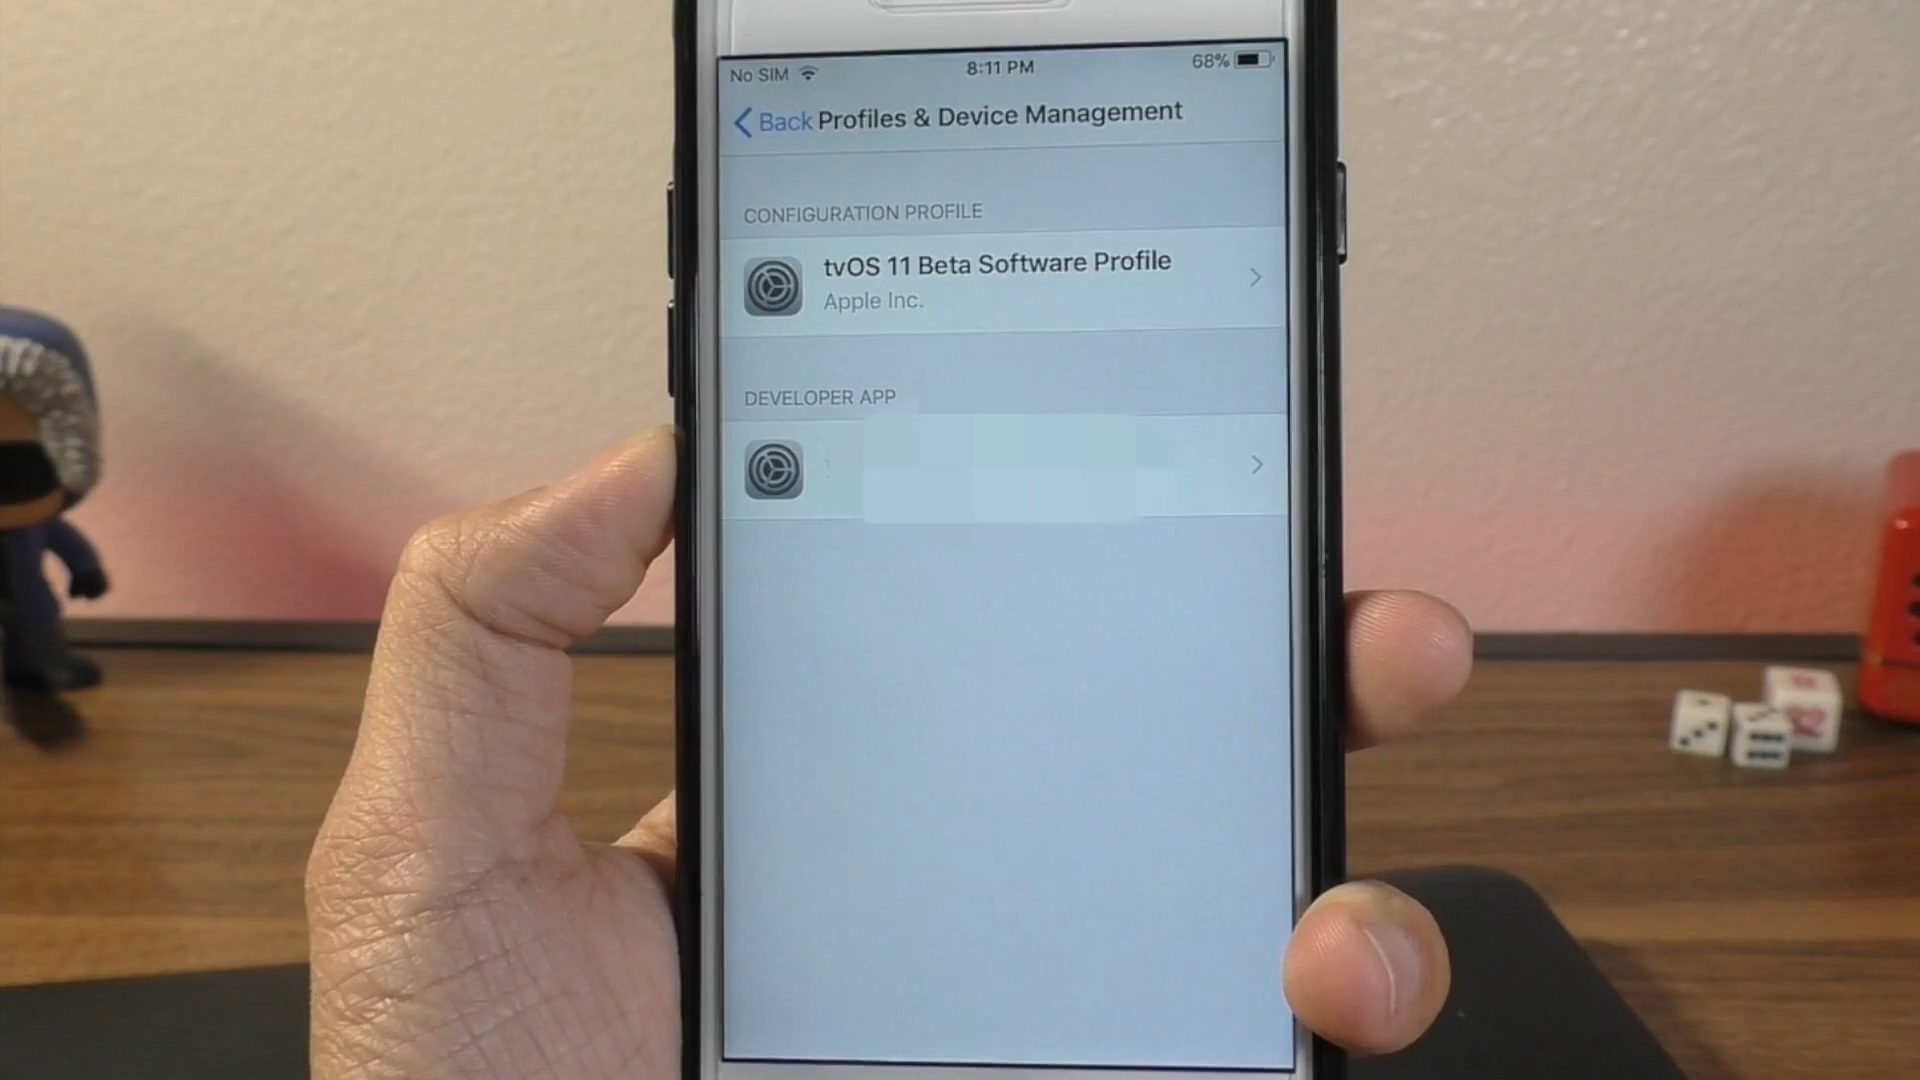 No SIM 8:11 PM 68%
Back Profiles & Device Management
CONFIGURATION PROFILE
tvOS 11 Beta Software Profile
Apple Inc.
DEVELOPER APP